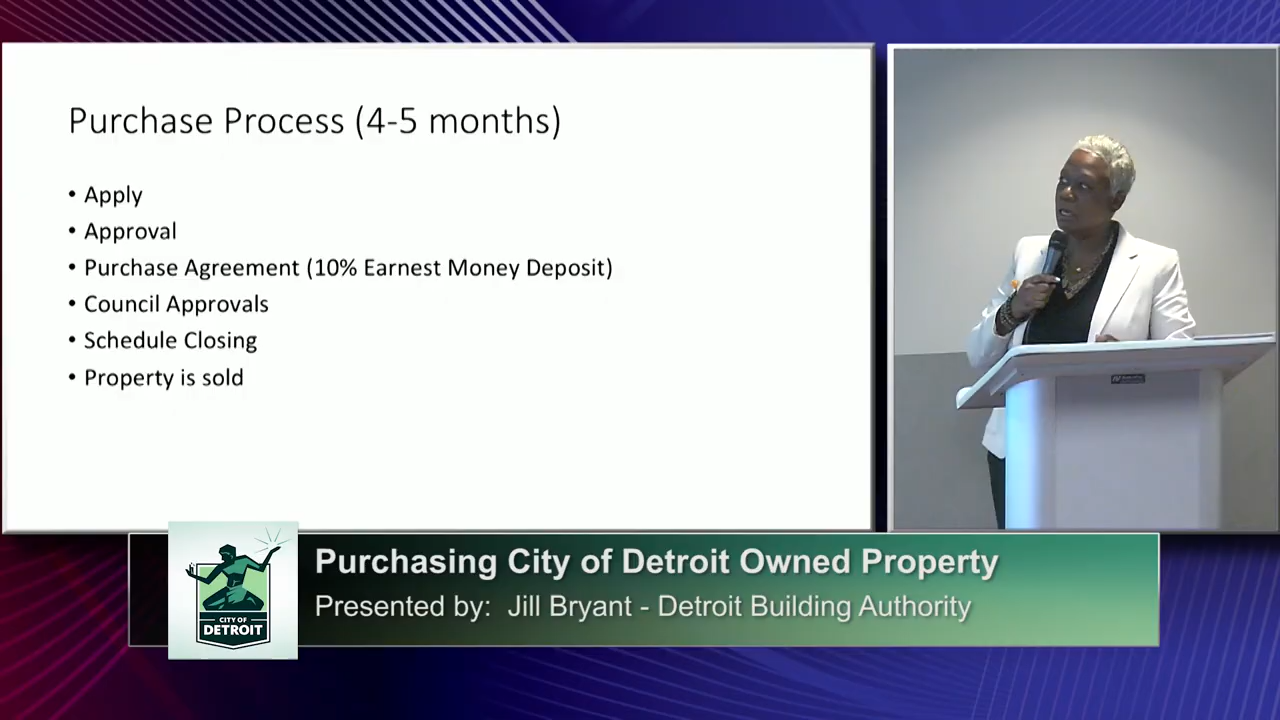 Purchase Process (4-5 months)
• Apply
• Approval
• Purchase Agreement (10% Earnest Money Deposit)
• Council Approvals
• Schedule Closing
• Property is sold
CITY OF
DETROIT
Purchasing City of Detroit Owned Property
Presented by: Jill Bryant - Detroit Building Authority